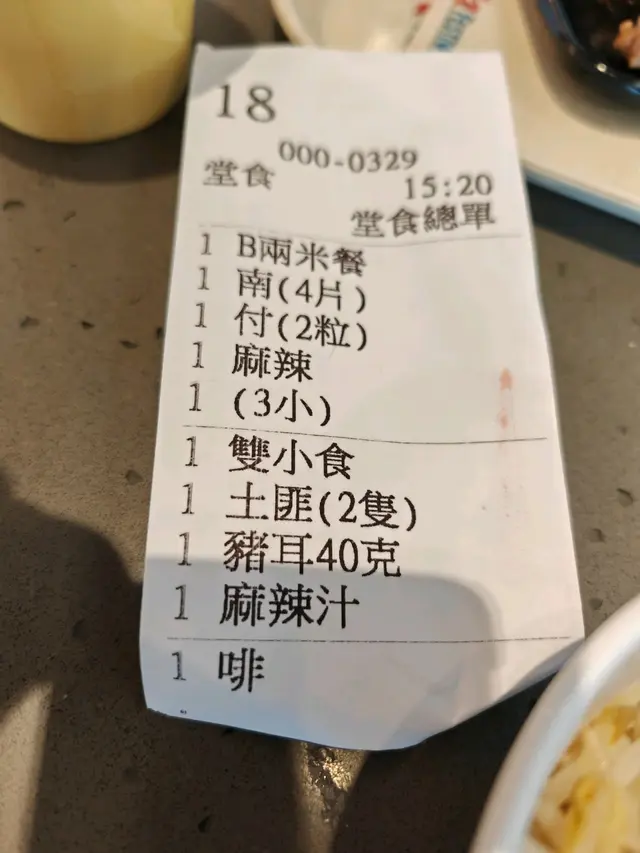 18
000-0329
堂食 15:20
堂食總單
1 B兩米餐
1 南(4片)
1 付(2粒)
1 麻辣
1 (3小)
1 雙小食
1 土匪(2隻)
1 豬耳40克
1 麻辣汁
1 啡